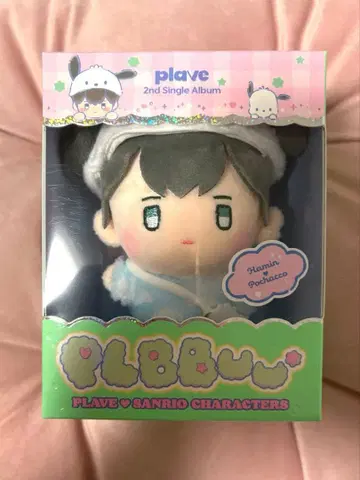 plave
2nd Single Album
Hamin
♥
Pochacco
PLBBUU
PLAVE ♥ SANRIO CHARACTERS